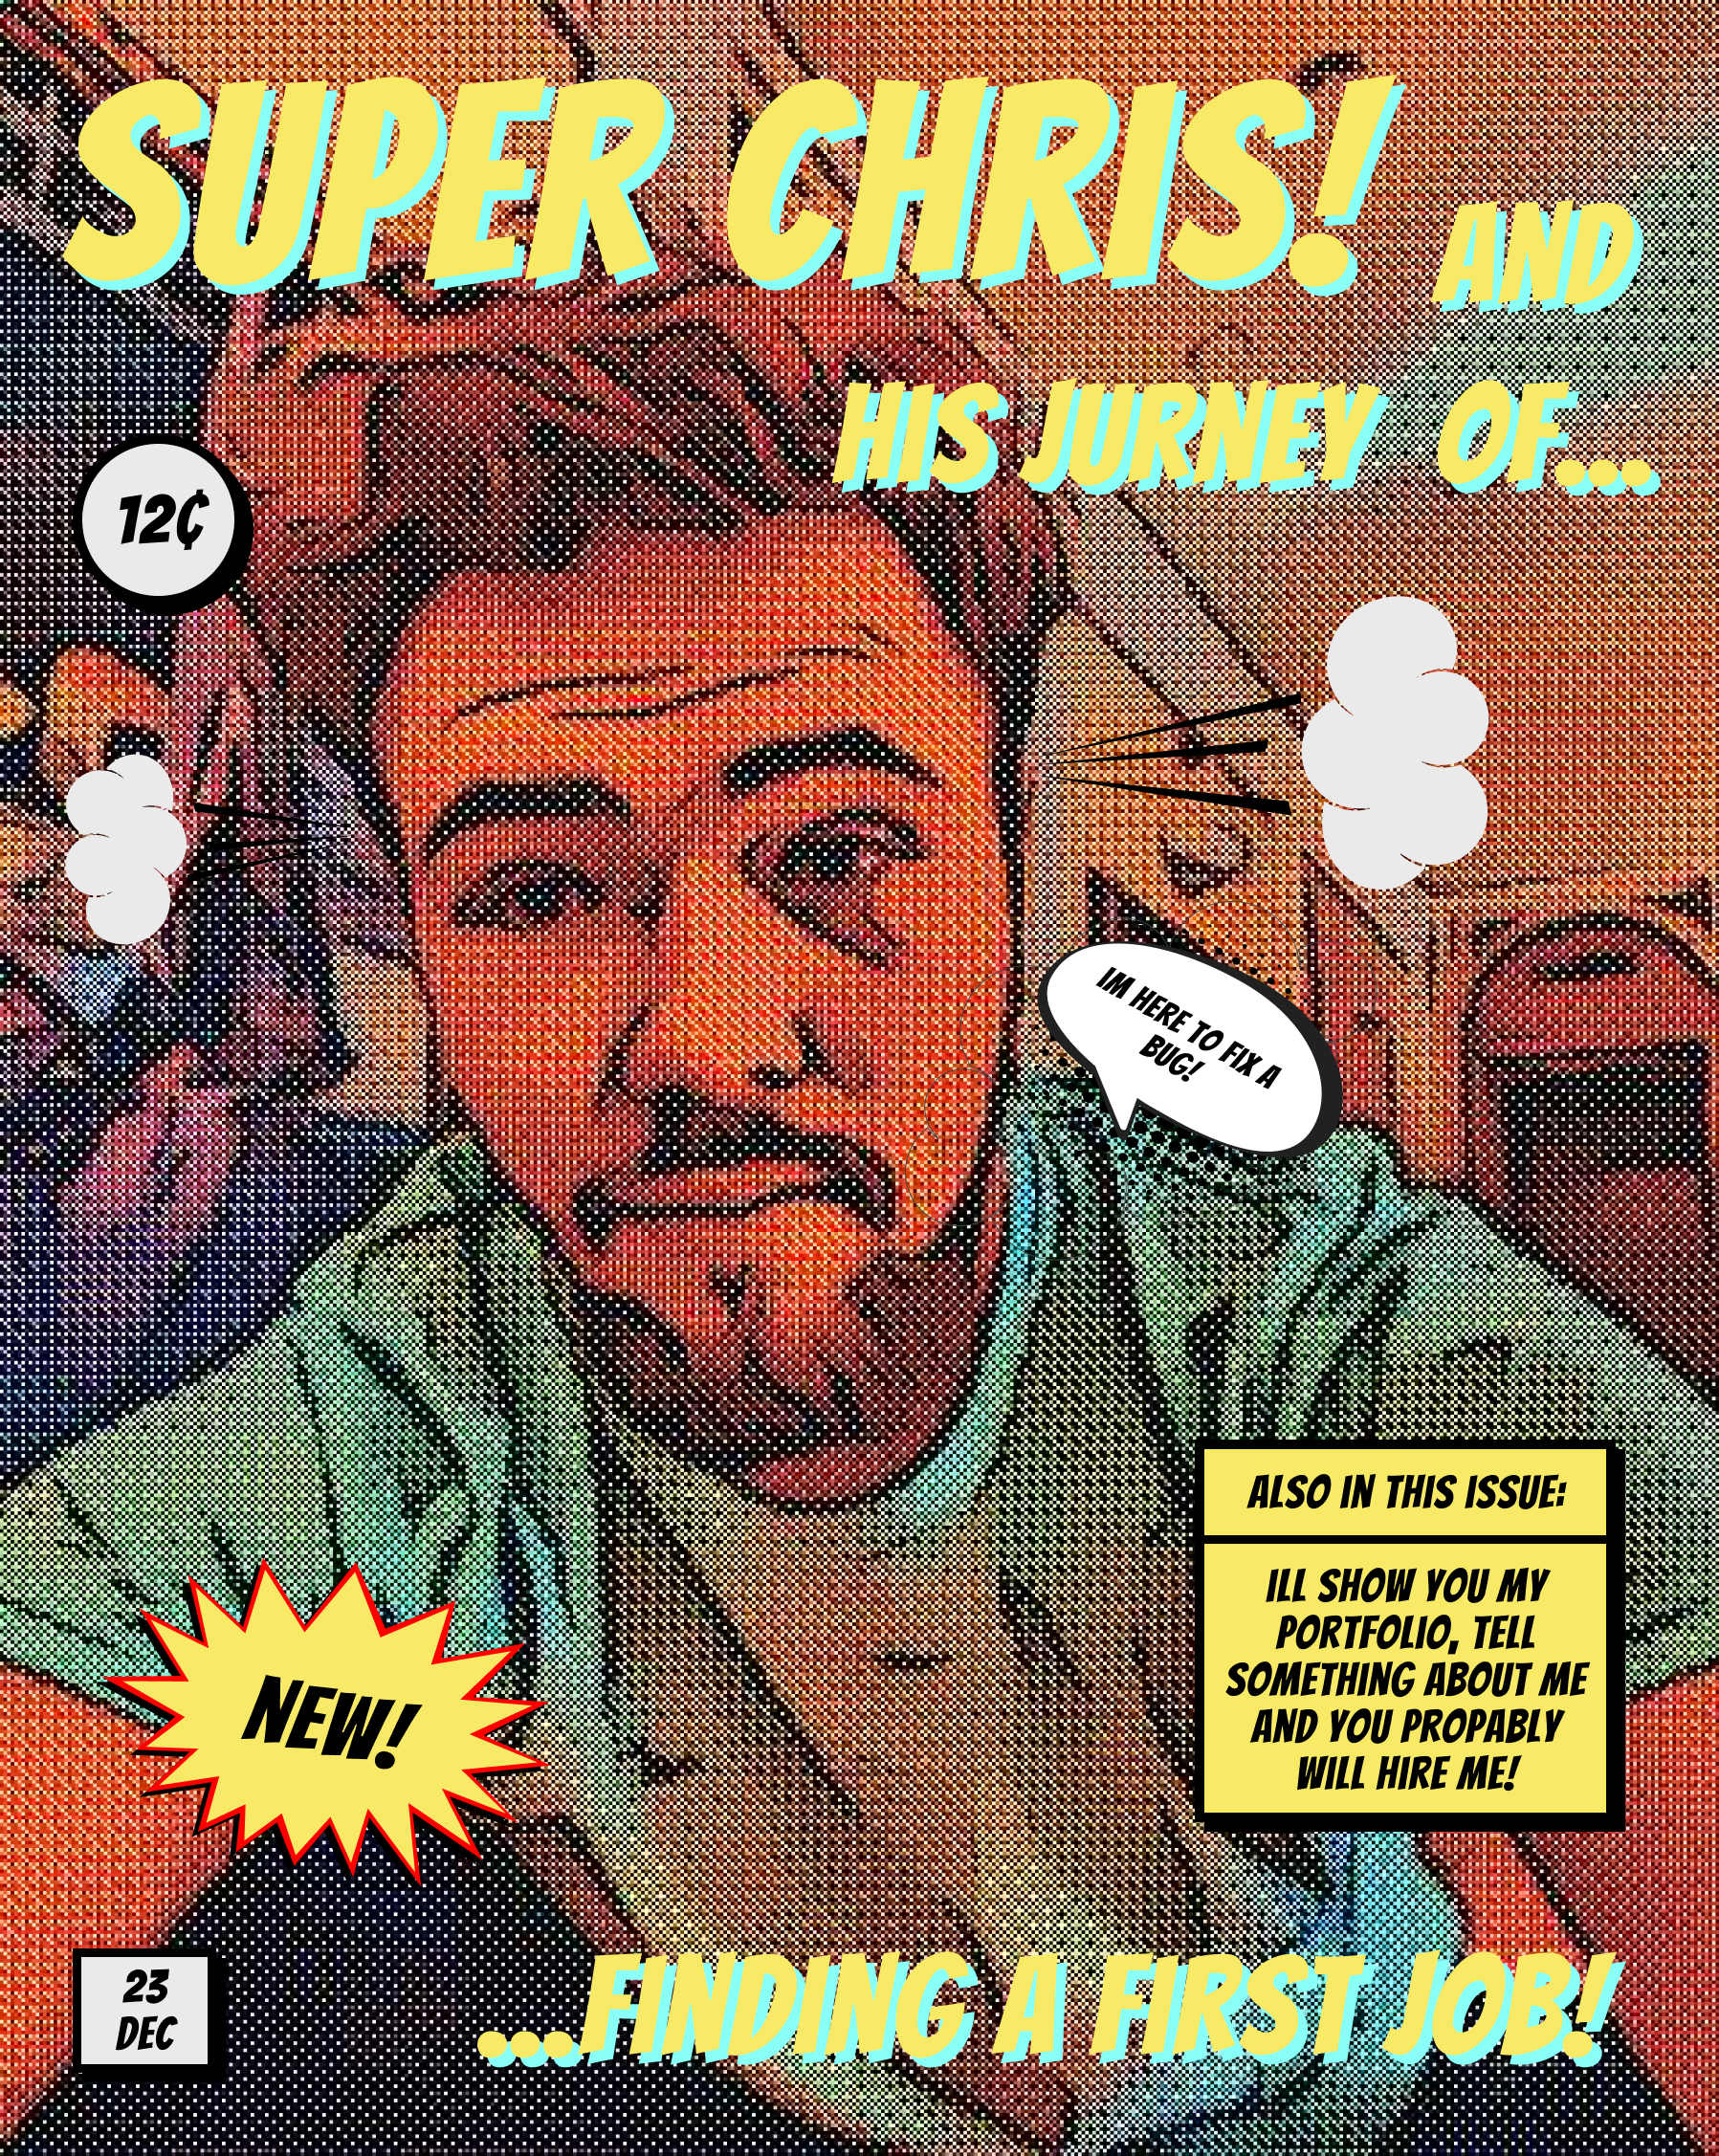 SUPER CHRIS! AND
HIS JURNEY OF...
12¢
IM HERE TO FIX A
BUG!
ALSO IN THIS ISSUE:
ILL SHOW YOU MY
PORTFOLIO, TELL
SOMETHING ABOUT ME
AND YOU PROPABLY
WILL HIRE ME!
NEW!
23
DEC
...FINDING A FIRST JOB!